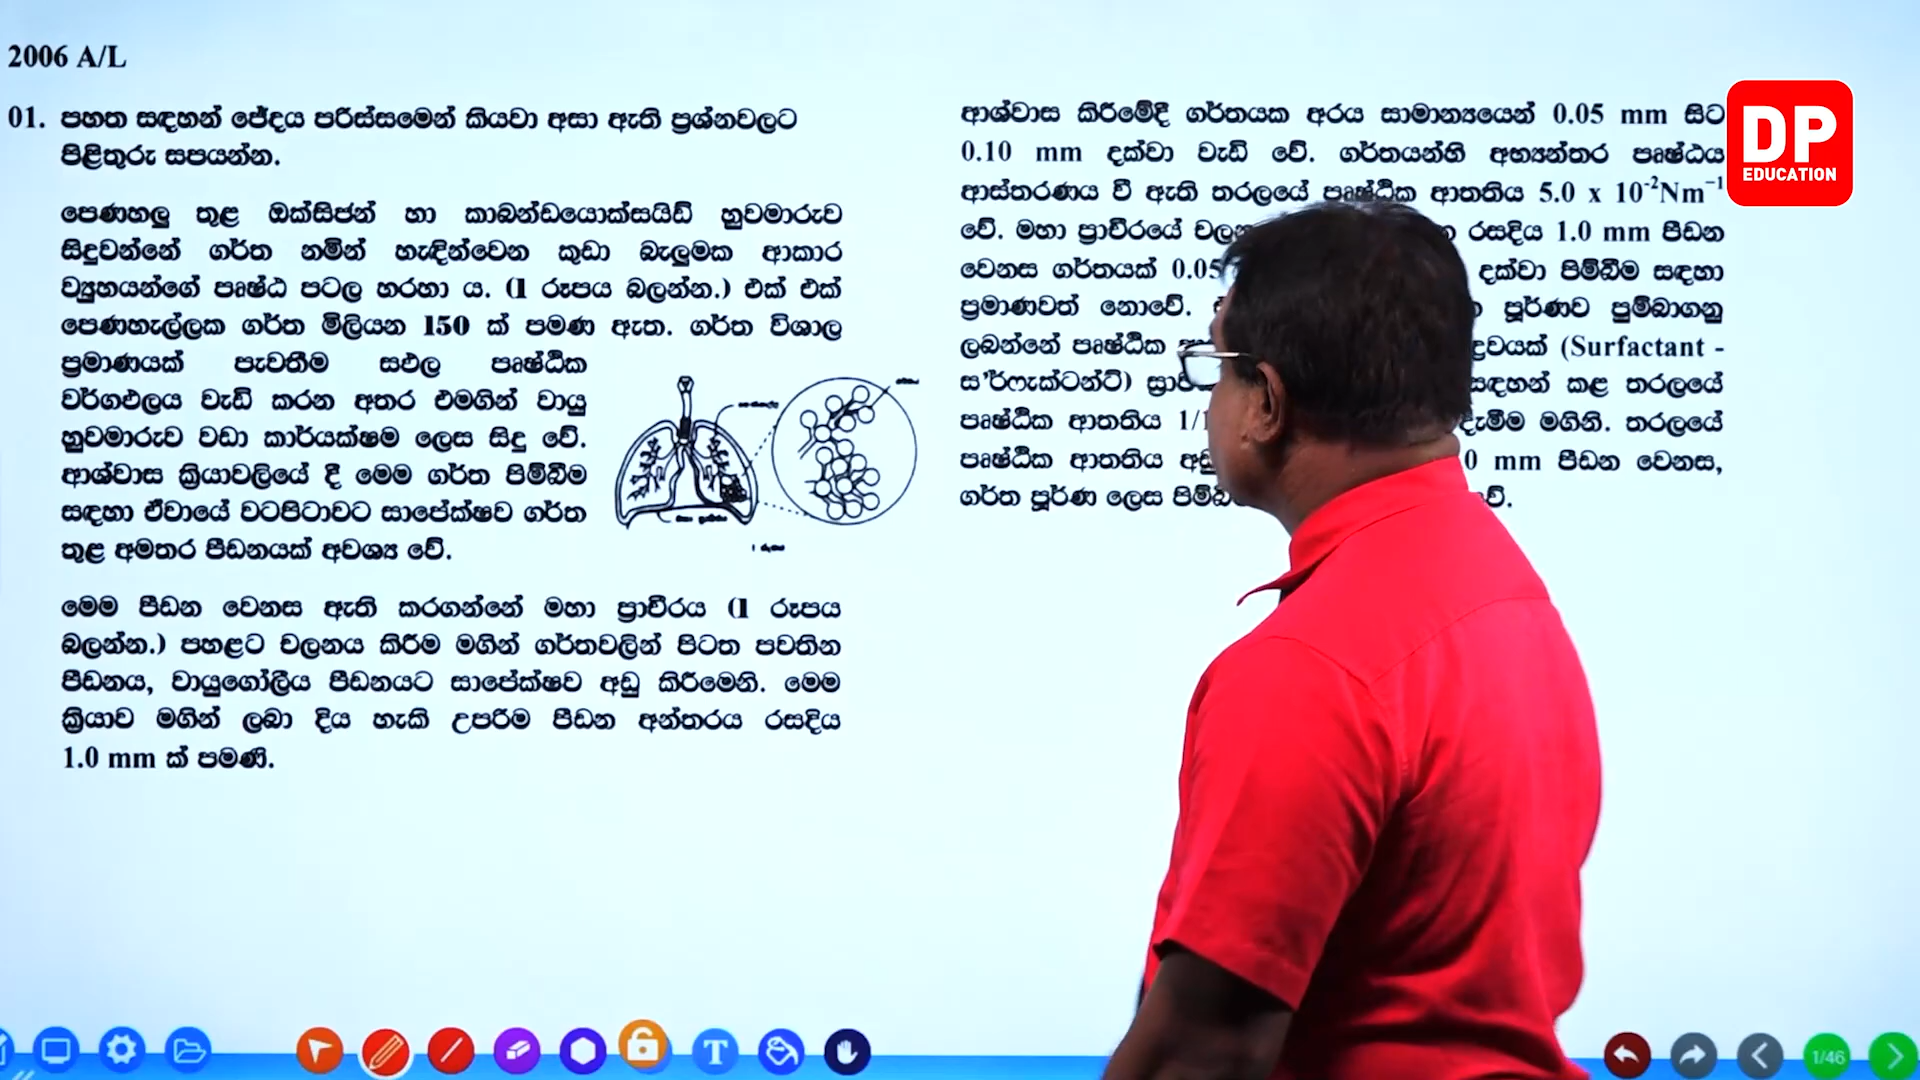 2006 A/L
01. පහත සඳහන් ඡේදය පරිස්සමෙන් කියවා අසා ඇති ප්‍රශ්නවලට
පිළිතුරු සපයන්න.
පෙණහලු තුළ ඔක්සිජන් හා කාබන්ඩයොක්සයිඩ් හුවමාරුව
සිදුවන්නේ ගර්ත නමින් හැඳින්වෙන කුඩා බැලුමක ආකාර
ව්‍යුහයන්ගේ පෘෂ්ඨ පටල හරහා ය. (1 රූපය බලන්න.) එක් එක්
පෙණහැල්ලක ගර්ත මිලියන 150 ක් පමණ ඇත. ගර්ත විශාල
ප්‍රමාණයක් පැවතීම සඵල පෘෂ්ඨික
වර්ගඵලය වැඩි කරන අතර එමගින් වායු
හුවමාරුව වඩා කාර්යක්ෂම ලෙස සිදු වේ.
ආශ්වාස ක්‍රියාවලියේ දී මෙම ගර්ත පිම්බීම
සඳහා ඒවායේ වටපිටාවට සාපේක්ෂව ගර්ත
තුළ අමතර පීඩනයක් අවශ්‍ය වේ.
මෙම පීඩන වෙනස ඇති කරගන්නේ මහා ප්‍රාචීරය (1 රූපය
බලන්න.) පහළට චලනය කිරීම මගින් ගර්තවලින් පිටත පවතින
පීඩනය, වායුගෝලීය පීඩනයට සාපේක්ෂව අඩු කිරීමෙනි. මෙම
ක්‍රියාව මගින් ලබා දිය හැකි උපරිම පීඩන අන්තරය රසදිය
1.0 mm ක් පමණි.
ආශ්වාස කිරීමේදී ගර්තයක අරය සාමාන්‍යයෙන් 0.05 mm සිට
0.10 mm දක්වා වැඩි වේ. ගර්තයන්හි අභ්‍යන්තර පෘෂ්ඨය
ආස්තරණය වී ඇති තරලයේ පෘෂ්ඨික ආතතිය 5.0 x 10⁻²Nm⁻¹
වේ. මහා ප්‍රාචීරයේ රසදිය 1.0 mm පීඩන
වෙනස ගර්තයක් 0.05 දක්වා පිම්බීම සඳහා
ප්‍රමාණවත් නොවේ. පූර්ණව පුම්බාගනු
ලබන්නේ පෘෂ්ඨික (Surfactant -
ස'ර්ෆැක්ටන්ට්) සඳහන් කළ තරලයේ
පෘෂ්ඨික ආතතිය දැමීම මගිනි. තරලයේ
පෘෂ්ඨික ආතතිය mm පීඩන වෙනස,
ගර්ත පූර්ණ ලෙස
DP
EDUCATION
T
1/46